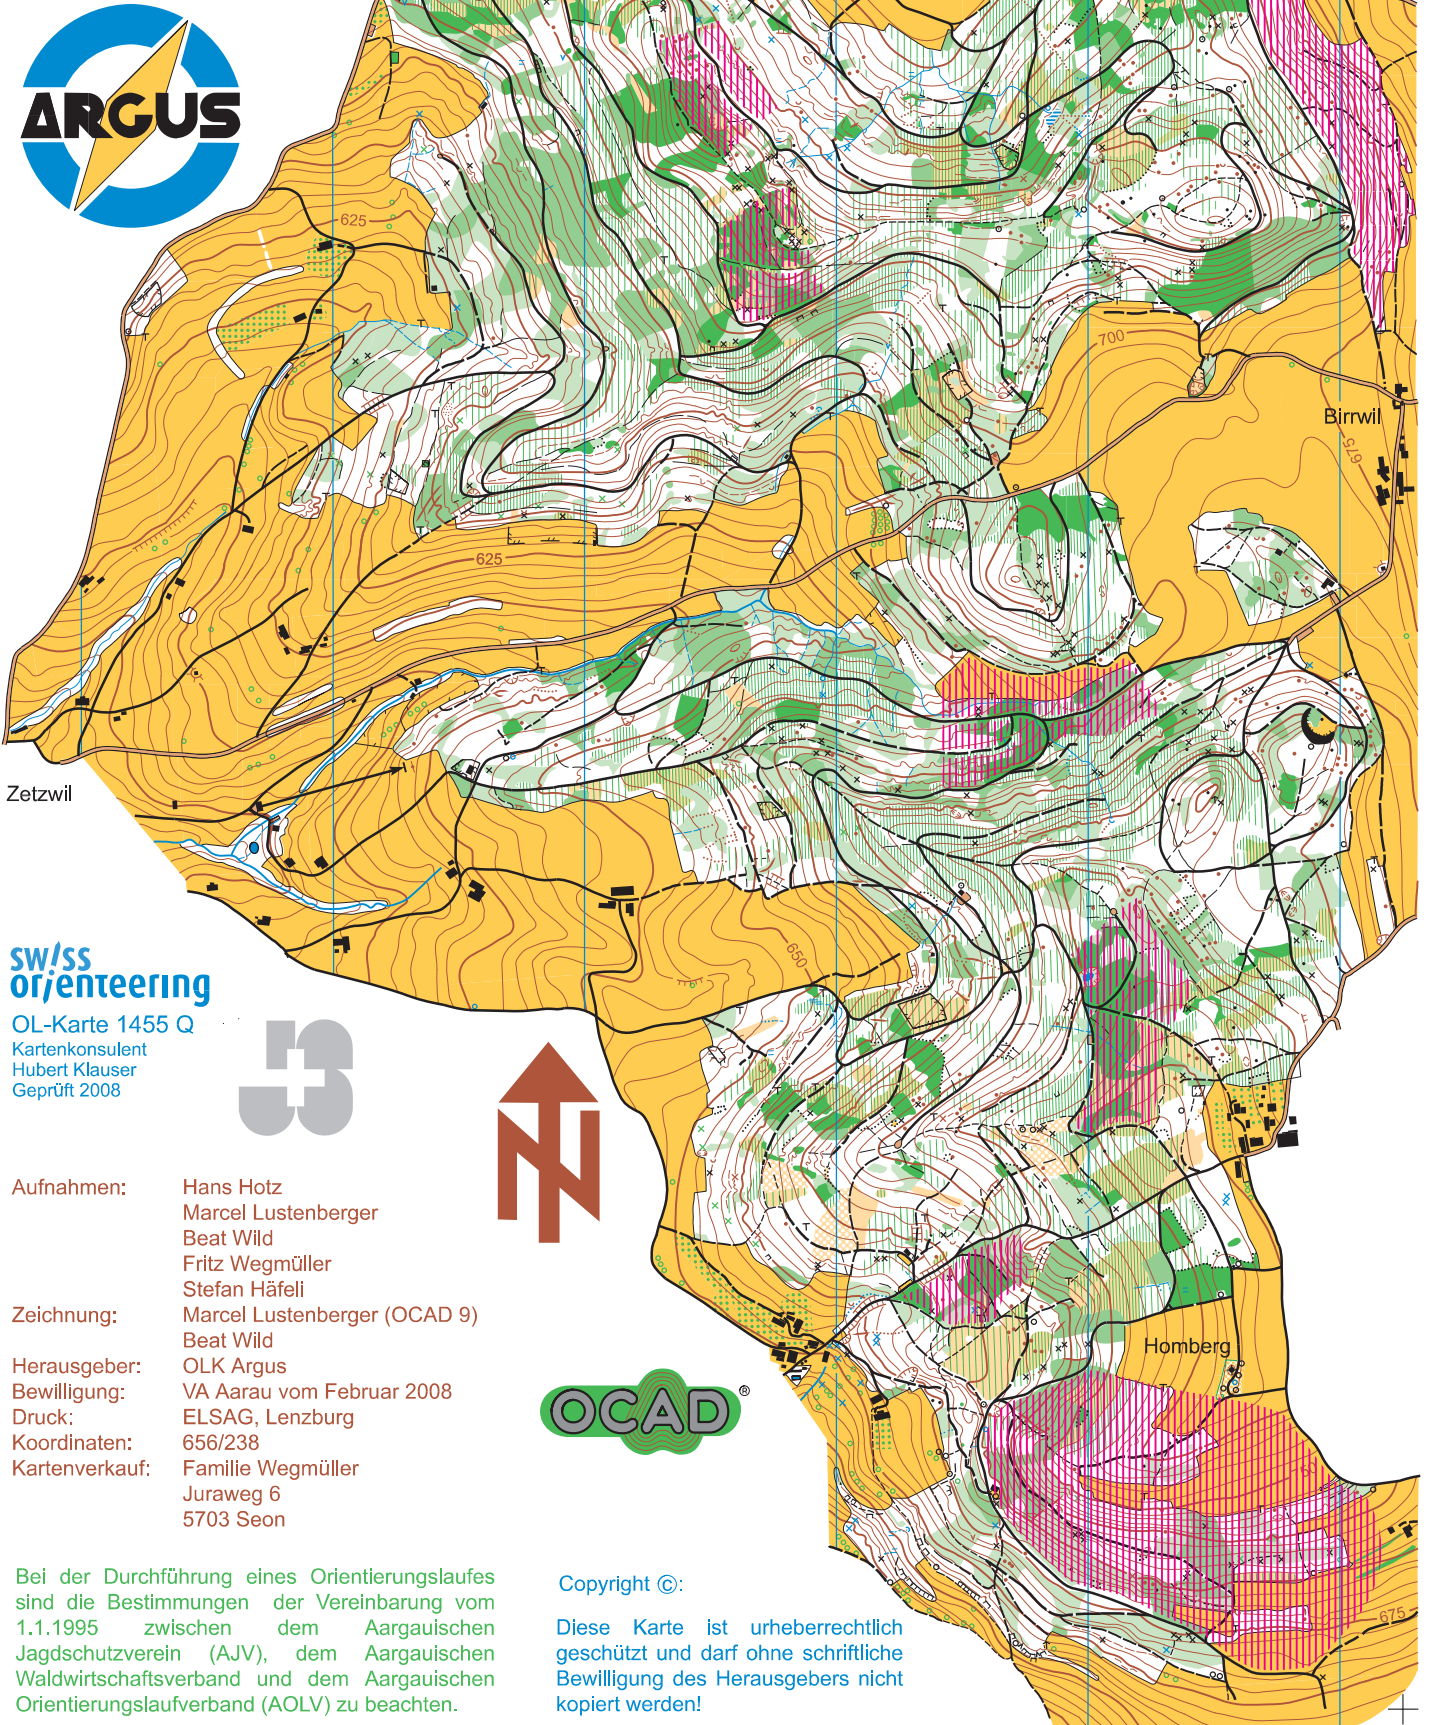 ARGUS
625
700
Birrwil
675
625
Zetzwil
650
swiss
orienteering
OL-Karte 1455 Q
Kartenkonsulent
Hubert Klauser
Geprüft 2008
N
Aufnahmen: Hans Hotz
Marcel Lustenberger
Beat Wild
Fritz Wegmüller
Stefan Häfeli
Zeichnung: Marcel Lustenberger (OCAD 9)
Beat Wild
Herausgeber: OLK Argus
Bewilligung: VA Aarau vom Februar 2008
Druck: ELSAG, Lenzburg
Koordinaten: 656/238
Kartenverkauf: Familie Wegmüller
Juraweg 6
5703 Seon
Homberg
OCAD ®
675
Bei der Durchführung eines Orientierungslaufes
sind die Bestimmungen der Vereinbarung vom
1.1.1995 zwischen dem Aargauischen
Jagdschutzverein (AJV), dem Aargauischen
Waldwirtschaftsverband und dem Aargauischen
Orientierungslaufverband (AOLV) zu beachten.
Copyright ©:
Diese Karte ist urheberrechtlich
geschützt und darf ohne schriftliche
Bewilligung des Herausgebers nicht
kopiert werden!